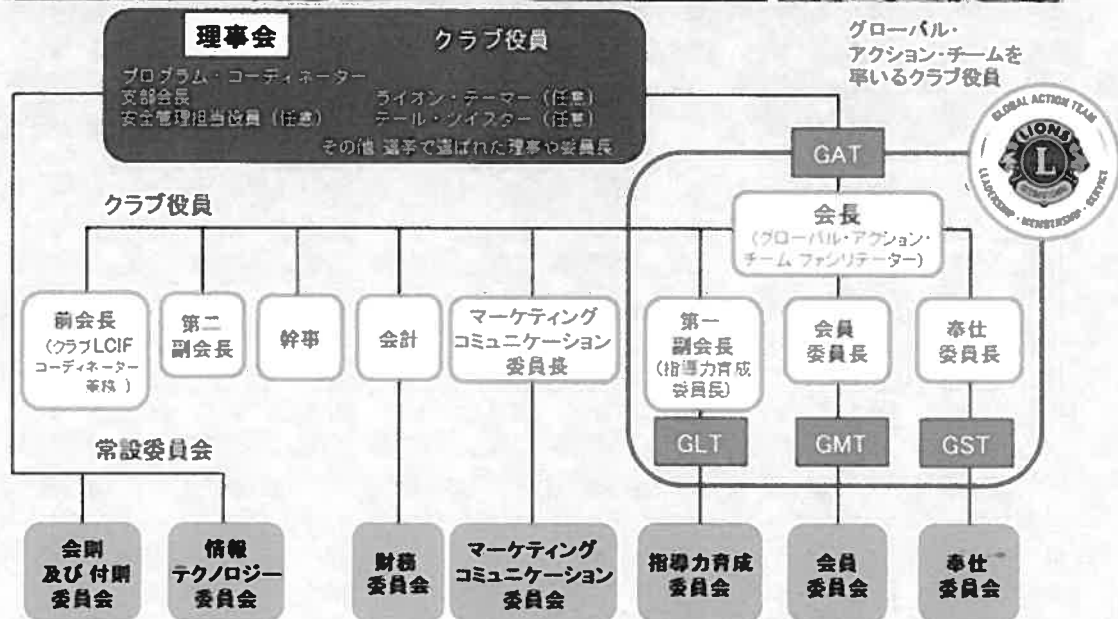 理事会
クラブ役員
プログラム・コーディネーター
支部会長
ライオン・テーマー（任意）
安全管理担当役員（任意）
テール・ツイスター（任意）
その他 選挙で選ばれた理事や委員長
グローバル・
アクション・チームを
率いるクラブ役員
GLOBAL ACTION TEAM
LIONS
L
LEADERSHIP・MEMBERSHIP・SERVICE
GAT
会長
（グローバル・アクション・
チーム ファシリテーター）
クラブ役員
前会長
（クラブLCIF
コーディネーター
兼務）
第二
副会長
幹事
会計
マーケティング
コミュニケーション
委員長
第一
副会長
（指導力育成
委員長）
会員
委員長
奉仕
委員長
GLT
GMT
GST
常設委員会
会則
及び 付則
委員会
情報
テクノロジー
委員会
財務
委員会
マーケティング
コミュニケーション
委員会
指導力育成
委員会
会員
委員会
奉仕
委員会